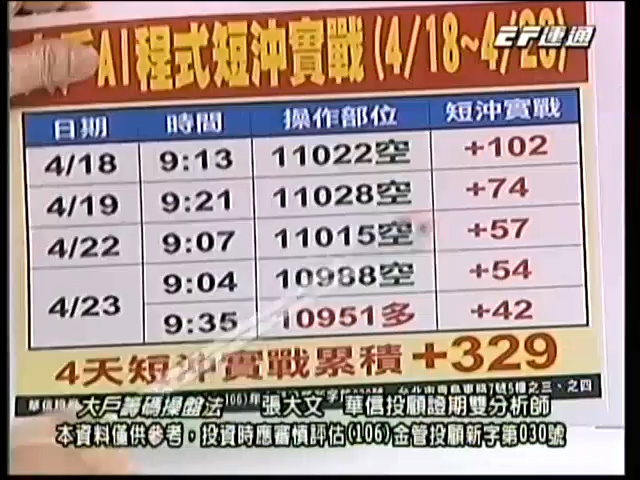 AI程式短沖實戰(4/18~4/23)
EF連通
日期 時間 操作部位 短沖實戰
4/18 9:13 11022空 +102
4/19 9:21 11028空 +74
4/22 9:07 11015空 +57
4/23 9:04 10988空 +54
9:35 10951多 +42
4天短沖實戰累積+329
大戶籌碼操盤法 張大文 華信投顧證期雙分析師
本資料僅供參考,投資時應審慎評估(106)金管投顧新字第030號